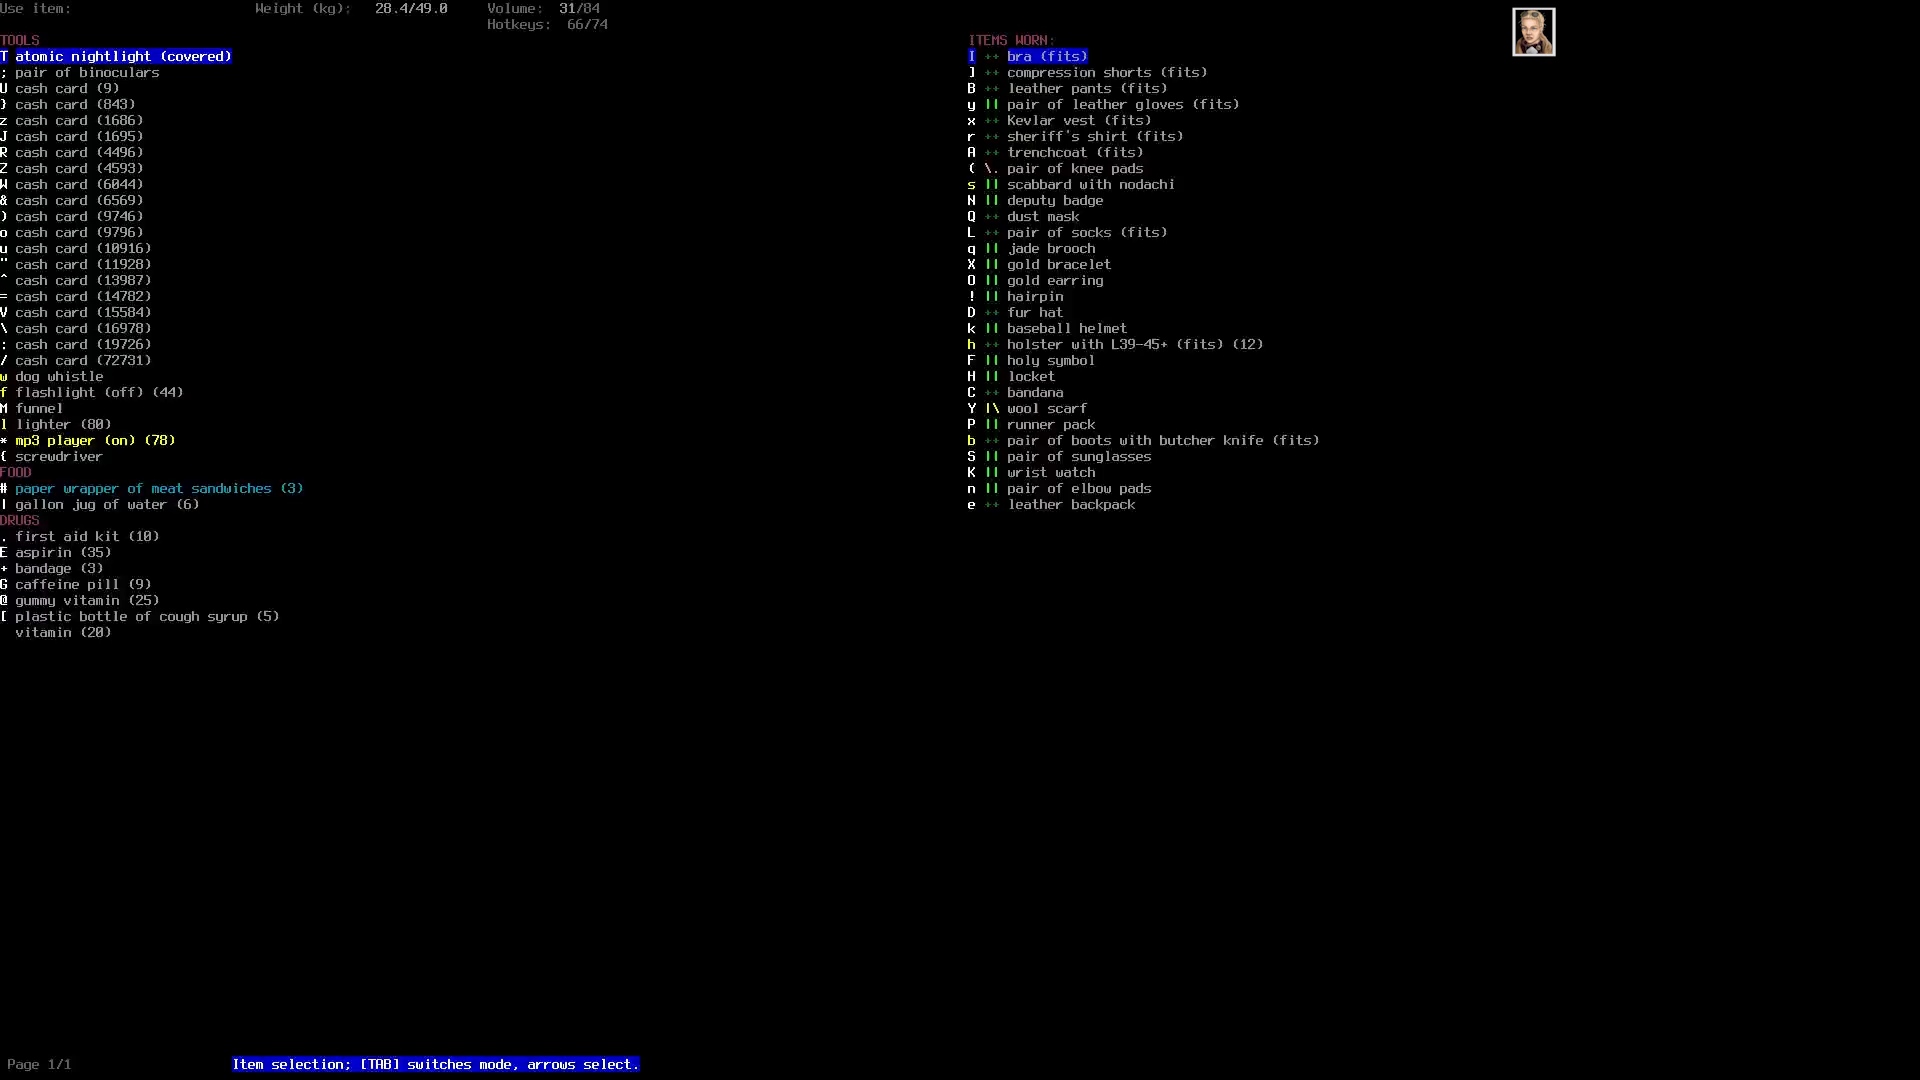 Use item: Weight (kg): 28.4/49.0 Volume: 31/84
Hotkeys: 66/74
TOOLS
T atomic nightlight (covered)
; pair of binoculars
U cash card (9)
} cash card (843)
z cash card (1686)
J cash card (1695)
R cash card (4496)
Z cash card (4593)
W cash card (6044)
& cash card (6569)
) cash card (9746)
o cash card (9796)
u cash card (10916)
" cash card (11928)
^ cash card (13987)
= cash card (14782)
V cash card (15584)
\ cash card (16978)
: cash card (19726)
/ cash card (72731)
w dog whistle
f flashlight (off) (44)
M funnel
l lighter (80)
* mp3 player (on) (78)
{ screwdriver
FOOD
# paper wrapper of meat sandwiches (3)
| gallon jug of water (6)
DRUGS
. first aid kit (10)
E aspirin (35)
+ bandage (3)
G caffeine pill (9)
@ gummy vitamin (25)
[ plastic bottle of cough syrup (5)
vitamin (20)
ITEMS WORN:
I ++ bra (fits)
] ++ compression shorts (fits)
B ++ leather pants (fits)
y || pair of leather gloves (fits)
x ++ Kevlar vest (fits)
r ++ sheriff's shirt (fits)
A ++ trenchcoat (fits)
( \. pair of knee pads
s || scabbard with nodachi
N || deputy badge
Q ++ dust mask
L ++ pair of socks (fits)
q || jade brooch
X || gold bracelet
O || gold earring
! || hairpin
D ++ fur hat
k || baseball helmet
h ++ holster with L39-45+ (fits) (12)
F || holy symbol
H || locket
C ++ bandana
Y |\ wool scarf
P || runner pack
b ++ pair of boots with butcher knife (fits)
S || pair of sunglasses
K || wrist watch
n || pair of elbow pads
e ++ leather backpack
Page 1/1 Item selection; [TAB] switches mode, arrows select.